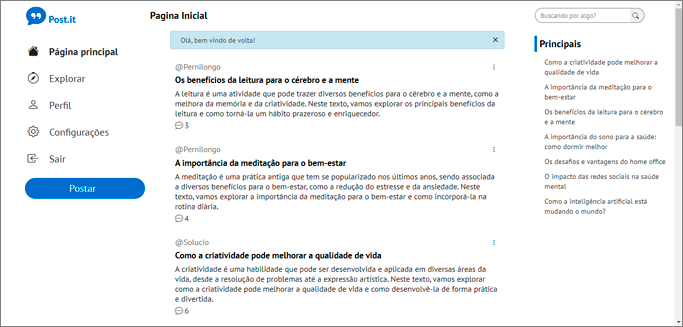 Post.it
Página principal
Explorar
Perfil
Configurações
Sair
Postar
Pagina Inicial
Olá, bem vindo de volta!
@Pernilongo
Os benefícios da leitura para o cérebro e a mente
A leitura é uma atividade que pode trazer diversos benefícios para o cérebro e a mente, como a
melhora da memória e da criatividade. Neste texto, vamos explorar os principais benefícios da
leitura e como torná-la um hábito prazeroso e enriquecedor.
3
@Pernilongo
A importância da meditação para o bem-estar
A meditação é uma prática antiga que tem se popularizado nos últimos anos, sendo associada
a diversos benefícios para o bem-estar, como a redução do estresse e da ansiedade. Neste
texto, vamos explorar a importância da meditação para o bem-estar e como incorporá-la na
rotina diária.
4
@Solucio
Como a criatividade pode melhorar a qualidade de vida
A criatividade é uma habilidade que pode ser desenvolvida e aplicada em diversas áreas da
vida, desde a resolução de problemas até a expressão artística. Neste texto, vamos explorar
como a criatividade pode melhorar a qualidade de vida e como desenvolvê-la de forma prática
e divertida.
6
Buscando por algo?
Principais
Como a criatividade pode melhorar a
qualidade de vida
A importância da meditação para o
bem-estar
Os benefícios da leitura para o cérebro
e a mente
A importância do sono para a saúde:
como dormir melhor
Os desafios e vantagens do home office
O impacto das redes sociais na saúde
mental
Como a inteligência artificial está
mudando o mundo?